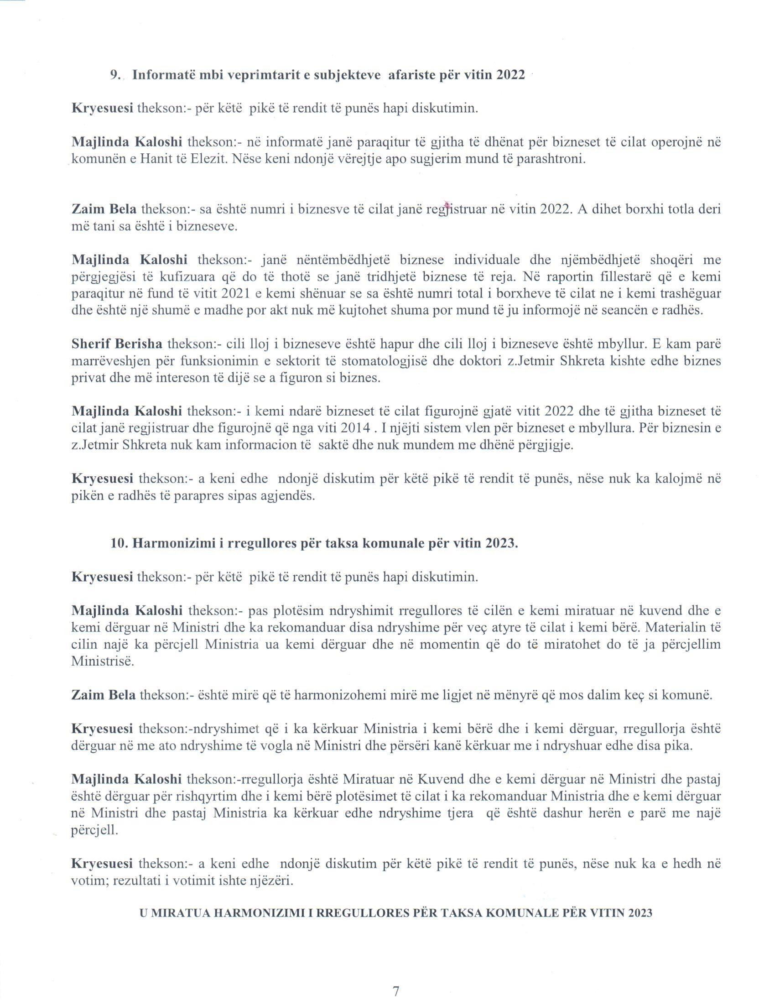 9. Informatë mbi veprimtarit e subjekteve afariste për vitin 2022
Kryesuesi thekson:- për këtë pikë të rendit të punës hapi diskutimin.
Majlinda Kaloshi thekson:- në informatë janë paraqitur të gjitha të dhënat për bizneset të cilat operojnë në
komunën e Hanit të Elezit. Nëse keni ndonjë vërejtje apo sugjerim mund të parashtroni.
Zaim Bela thekson:- sa është numri i biznesve të cilat janë regjistruar në vitin 2022. A dihet borxhi totla deri
më tani sa është i bizneseve.
Majlinda Kaloshi thekson:- janë nëntëmbëdhjetë biznese individuale dhe njëmbëdhjetë shoqëri me
përgjegjësi të kufizuara që do të thotë se janë tridhjetë biznese të reja. Në raportin fillestarë që e kemi
paraqitur në fund të vitit 2021 e kemi shënuar se sa është numri total i borxheve të cilat ne i kemi trashëguar
dhe është një shumë e madhe por akt nuk më kujtohet shuma por mund të ju informojë në seancën e radhës.
Sherif Berisha thekson:- cili lloj i bizneseve është hapur dhe cili lloj i bizneseve është mbyllur. E kam parë
marrëveshjen për funksionimin e sektorit të stomatologjisë dhe doktori z.Jetmir Shkreta kishte edhe biznes
privat dhe më intereson të dijë se a figuron si biznes.
Majlinda Kaloshi thekson:- i kemi ndarë bizneset të cilat figurojnë gjatë vitit 2022 dhe të gjitha bizneset të
cilat janë regjistruar dhe figurojnë që nga viti 2014 . I njëjti sistem vlen për bizneset e mbyllura. Për biznesin e
z.Jetmir Shkreta nuk kam informacion të saktë dhe nuk mundem me dhënë përgjigje.
Kryesuesi thekson:- a keni edhe ndonjë diskutim për këtë pikë të rendit të punës, nëse nuk ka kalojmë në
pikën e radhës të parapres sipas agjendës.
10. Harmonizimi i rregullores për taksa komunale për vitin 2023.
Kryesuesi thekson:- për këtë pikë të rendit të punës hapi diskutimin.
Majlinda Kaloshi thekson:- pas plotësim ndryshimit rregullores të cilën e kemi miratuar në kuvend dhe e
kemi dërguar në Ministri dhe ka rekomanduar disa ndryshime për veç atyre të cilat i kemi bërë. Materialin të
cilin najë ka përcjell Ministria ua kemi dërguar dhe në momentin që do të miratohet do të ja përcjellim
Ministrisë.
Zaim Bela thekson:- është mirë që të harmonizohemi mirë me ligjet në mënyrë që mos dalim keç si komunë.
Kryesuesi thekson:-ndryshimet që i ka kërkuar Ministria i kemi bërë dhe i kemi dërguar, rregullorja është
dërguar në me ato ndryshime të vogla në Ministri dhe përsëri kanë kërkuar me i ndryshuar edhe disa pika.
Majlinda Kaloshi thekson:-rregullorja është Miratuar në Kuvend dhe e kemi dërguar në Ministri dhe pastaj
është dërguar për rishqyrtim dhe i kemi bërë plotësimet të cilat i ka rekomanduar Ministria dhe e kemi dërguar
në Ministri dhe pastaj Ministria ka kërkuar edhe ndryshime tjera që është dashur herën e parë me najë
përcjell.
Kryesuesi thekson:- a keni edhe ndonjë diskutim për këtë pikë të rendit të punës, nëse nuk ka e hedh në
votim; rezultati i votimit ishte njëzëri.
U MIRATUA HARMONIZIMI I RREGULLORES PËR TAKSA KOMUNALE PËR VITIN 2023
7